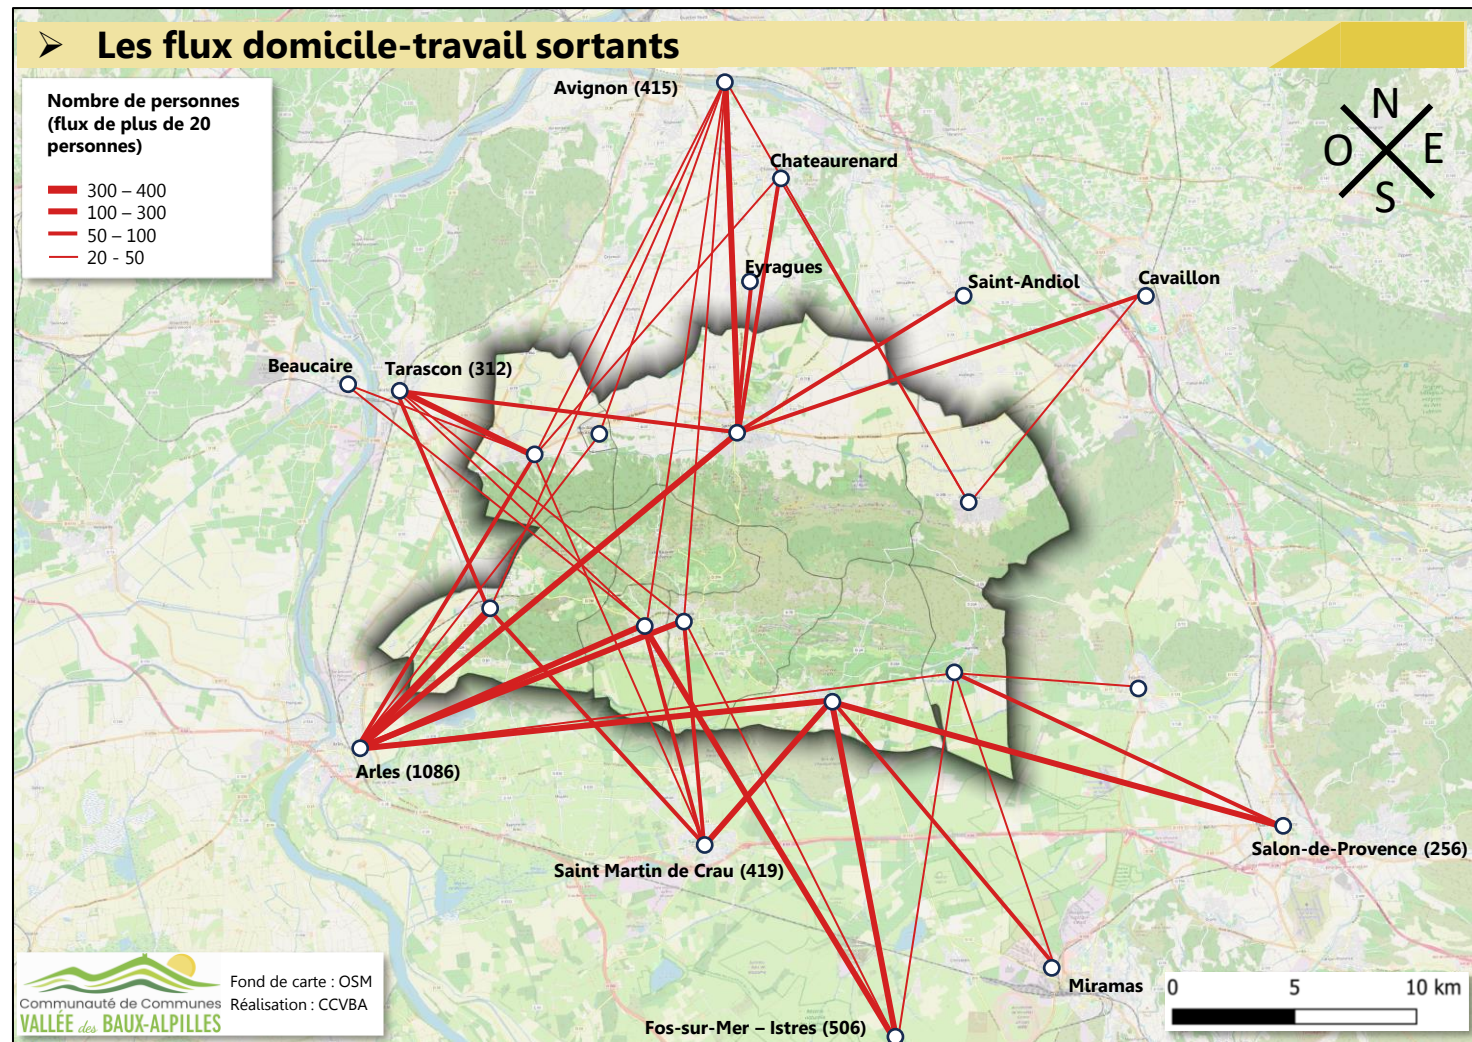 ➢ Les flux domicile-travail sortants
Nombre de personnes
(flux de plus de 20
personnes)
300 – 400
100 – 300
50 – 100
20 - 50
N
O E
S
Avignon (415)
Chateaurenard
Eyragues
Saint-Andiol
Cavaillon
Beaucaire
Tarascon (312)
Arles (1086)
Saint Martin de Crau (419)
Salon-de-Provence (256)
Miramas
Fos-sur-Mer – Istres (506)
Communauté de Communes
VALLÉE des BAUX-ALPILLES
Fond de carte : OSM
Réalisation : CCVBA
0 5 10 km